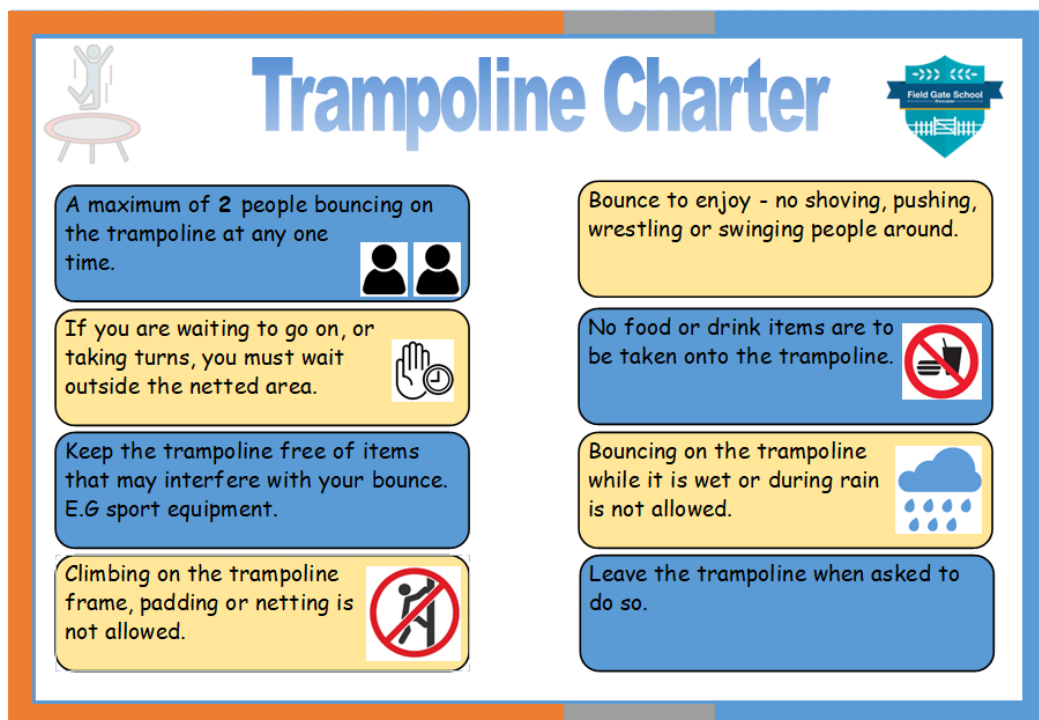 Trampoline Charter
Field Gate School
A maximum of 2 people bouncing on
the trampoline at any one
time.
If you are waiting to go on, or
taking turns, you must wait
outside the netted area.
Keep the trampoline free of items
that may interfere with your bounce.
E.G sport equipment.
Climbing on the trampoline
frame, padding or netting is
not allowed.
Bounce to enjoy - no shoving, pushing,
wrestling or swinging people around.
No food or drink items are to
be taken onto the trampoline.
Bouncing on the trampoline
while it is wet or during rain
is not allowed.
Leave the trampoline when asked to
do so.